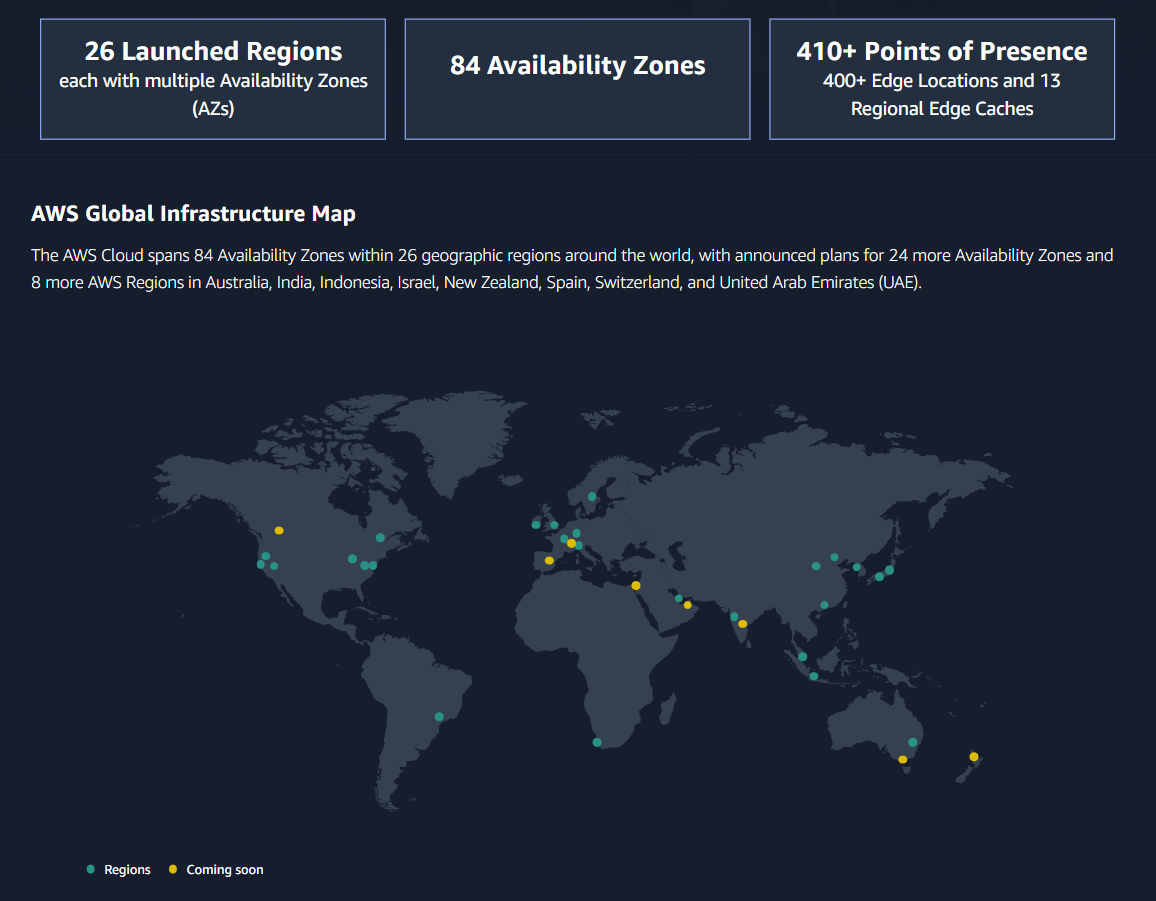 26 Launched Regions
each with multiple Availability Zones
(AZs)
84 Availability Zones
410+ Points of Presence
400+ Edge Locations and 13
Regional Edge Caches
AWS Global Infrastructure Map
The AWS Cloud spans 84 Availability Zones within 26 geographic regions around the world, with announced plans for 24 more Availability Zones and
8 more AWS Regions in Australia, India, Indonesia, Israel, New Zealand, Spain, Switzerland, and United Arab Emirates (UAE).
Regions
Coming soon